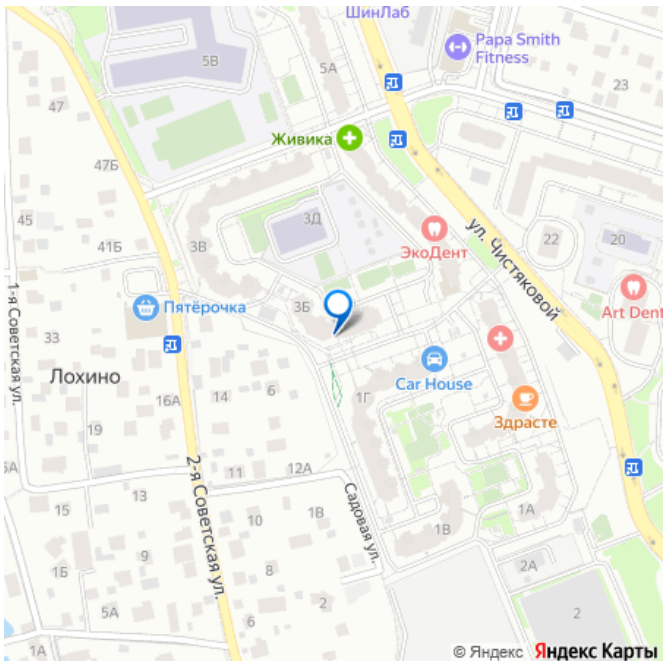 ШинЛаб
Papa Smith
Fitness
5В
5А
23
47
Живика
47Б
45
41Б
3В
3Д
ЭкоДент
ул. Чистяковой
22
20
Art Dent
1-я Советская ул.
Пятёрочка
3Б
33
Лохино
Car House
16А
14
6
1Г
Здрасте
19
5А
11
12А
2-я Советская ул.
Садовая ул.
15
13
10
1В
1А
9
1Б
8
2А
5А
2
2
6
1А
© Яндекс Яндекс Карты